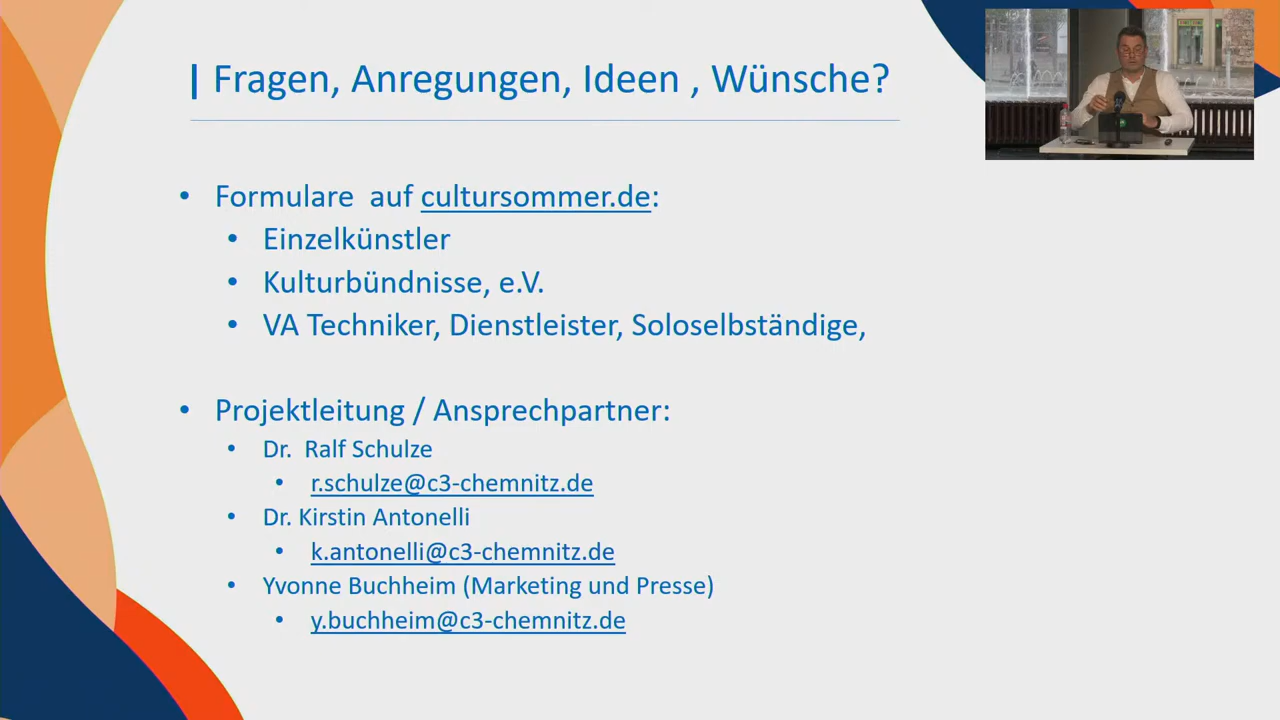 | Fragen, Anregungen, Ideen , Wünsche?
• Formulare auf cultursommer.de:
• Einzelkünstler
• Kulturbündnisse, e.V.
• VA Techniker, Dienstleister, Soloselbständige,
• Projektleitung / Ansprechpartner:
• Dr. Ralf Schulze
• r.schulze@c3-chemnitz.de
• Dr. Kirstin Antonelli
• k.antonelli@c3-chemnitz.de
• Yvonne Buchheim (Marketing und Presse)
• y.buchheim@c3-chemnitz.de